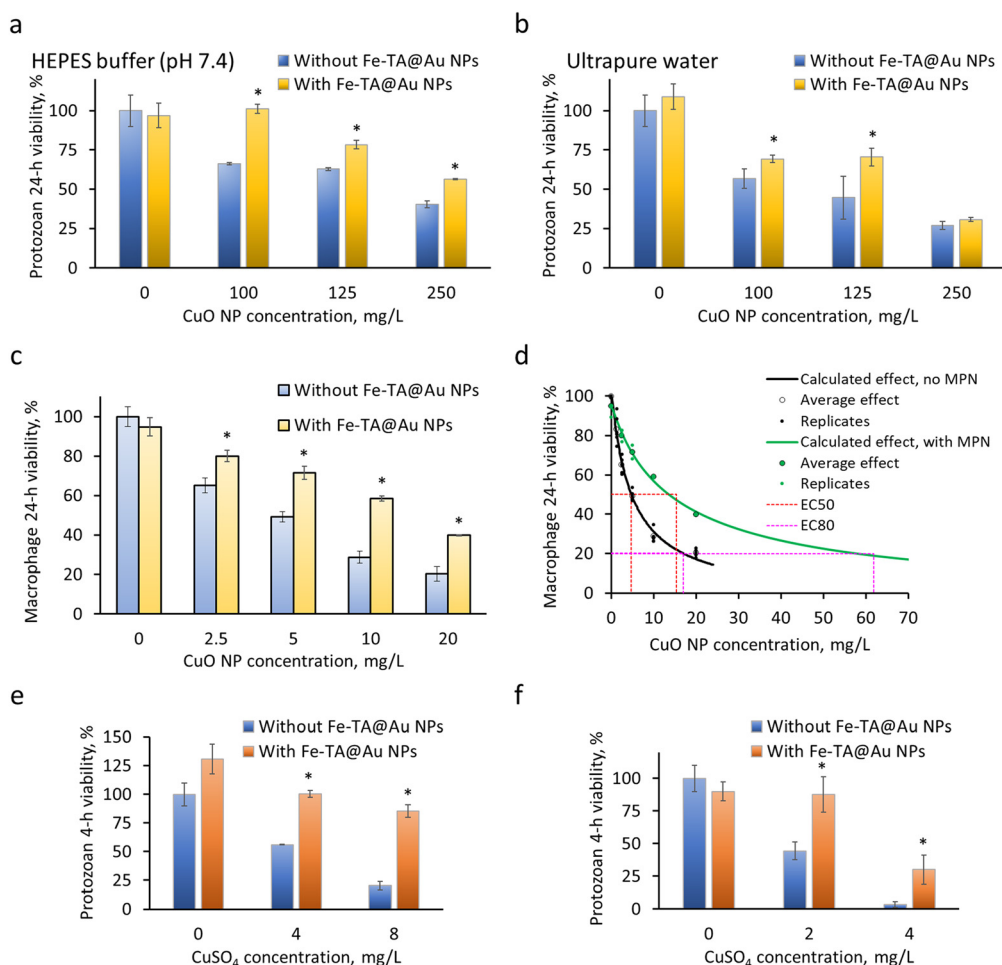 a
HEPES buffer (pH 7.4)
Without Fe-TA@Au NPs
With Fe-TA@Au NPs
Protozoan 24-h viability, %
100
75
50
25
0
*
*
*
0
100
125
250
CuO NP concentration, mg/L
b
Ultrapure water
Without Fe-TA@Au NPs
With Fe-TA@Au NPs
Protozoan 24-h viability, %
100
75
50
25
0
*
*
0
100
125
250
CuO NP concentration, mg/L
c
Without Fe-TA@Au NPs
With Fe-TA@Au NPs
Macrophage 24-h viability, %
100
80
60
40
20
0
*
*
*
*
0
2.5
5
10
20
CuO NP concentration, mg/L
d
Calculated effect, no MPN
Average effect
Replicates
Calculated effect, with MPN
Average effect
Replicates
EC50
EC80
Macrophage 24-h viability, %
100
90
80
70
60
50
40
30
20
10
0
0
10
20
30
40
50
60
70
CuO NP concentration, mg/L
e
Without Fe-TA@Au NPs
With Fe-TA@Au NPs
Protozoan 4-h viability, %
150
125
100
75
50
25
0
*
*
0
4
8
CuSO₄ concentration, mg/L
f
Without Fe-TA@Au NPs
With Fe-TA@Au NPs
Protozoan 4-h viability, %
100
75
50
25
0
*
*
0
2
4
CuSO₄ concentration, mg/L